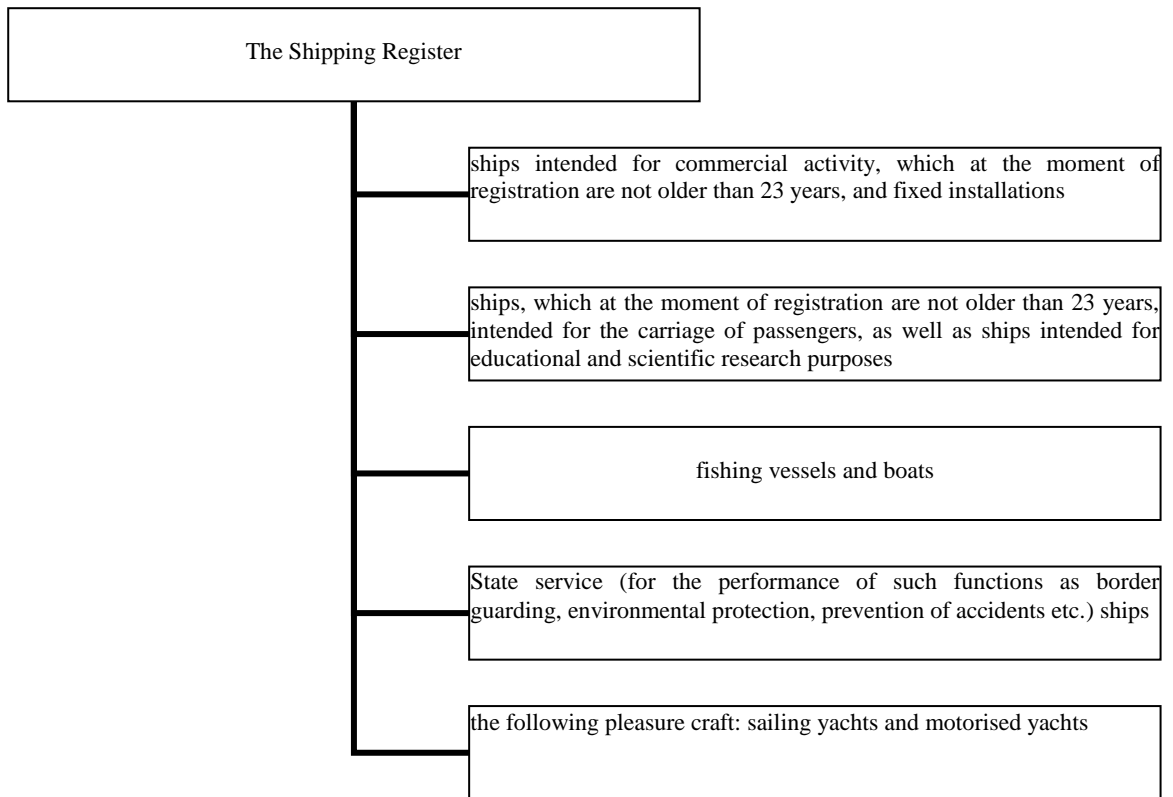 The Shipping Register
ships intended for commercial activity, which at the moment of
registration are not older than 23 years, and fixed installations
ships, which at the moment of registration are not older than 23 years,
intended for the carriage of passengers, as well as ships intended for
educational and scientific research purposes
fishing vessels and boats
State service (for the performance of such functions as border
guarding, environmental protection, prevention of accidents etc.) ships
the following pleasure craft: sailing yachts and motorised yachts